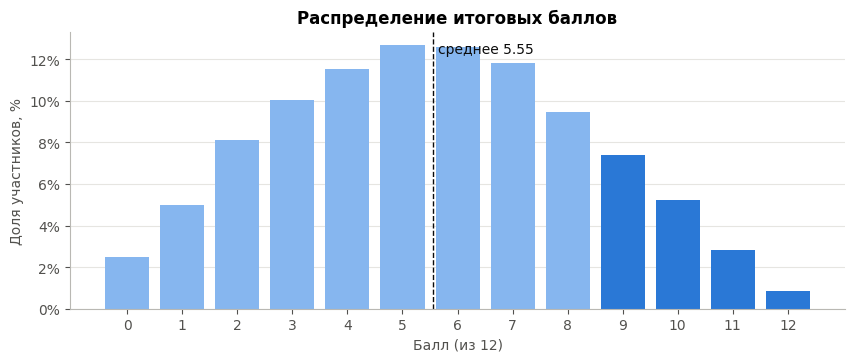 Распределение итоговых баллов
среднее 5.55
Доля участников, %
12%
10%
8%
6%
4%
2%
0%
0 1 2 3 4 5 6 7 8 9 10 11 12
Балл (из 12)